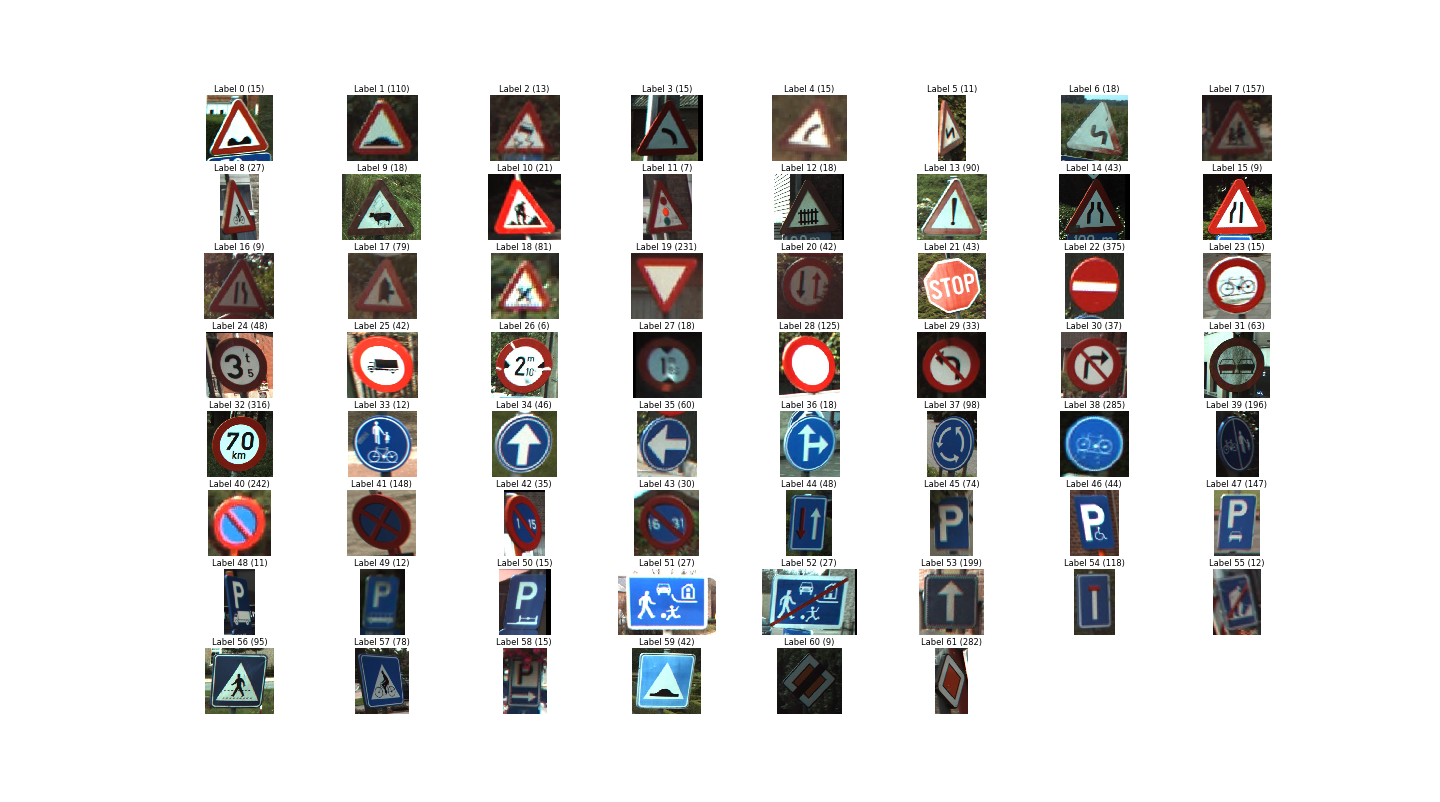 Label 0 (15) Label 1 (110) Label 2 (13) Label 3 (15) Label 4 (15) Label 5 (11) Label 6 (18) Label 7 (157)
Label 8 (27) Label 9 (18) Label 10 (21) Label 11 (7) Label 12 (18) Label 13 (90) Label 14 (43) Label 15 (9)
Label 16 (9) Label 17 (79) Label 18 (81) Label 19 (231) Label 20 (42) Label 21 (43) Label 22 (375) Label 23 (15)
STOP
Label 24 (48) Label 25 (42) Label 26 (6) Label 27 (18) Label 28 (125) Label 29 (33) Label 30 (37) Label 31 (63)
3 t 5
2 m 10
Label 32 (316) Label 33 (12) Label 34 (46) Label 35 (60) Label 36 (18) Label 37 (98) Label 38 (285) Label 39 (196)
70
km
Label 40 (242) Label 41 (148) Label 42 (35) Label 43 (30) Label 44 (48) Label 45 (74) Label 46 (44) Label 47 (147)
1 15 16 31 P P P
Label 48 (11) Label 49 (12) Label 50 (15) Label 51 (27) Label 52 (27) Label 53 (199) Label 54 (118) Label 55 (12)
P P P
Label 56 (95) Label 57 (78) Label 58 (15) Label 59 (42) Label 60 (9) Label 61 (282)
P